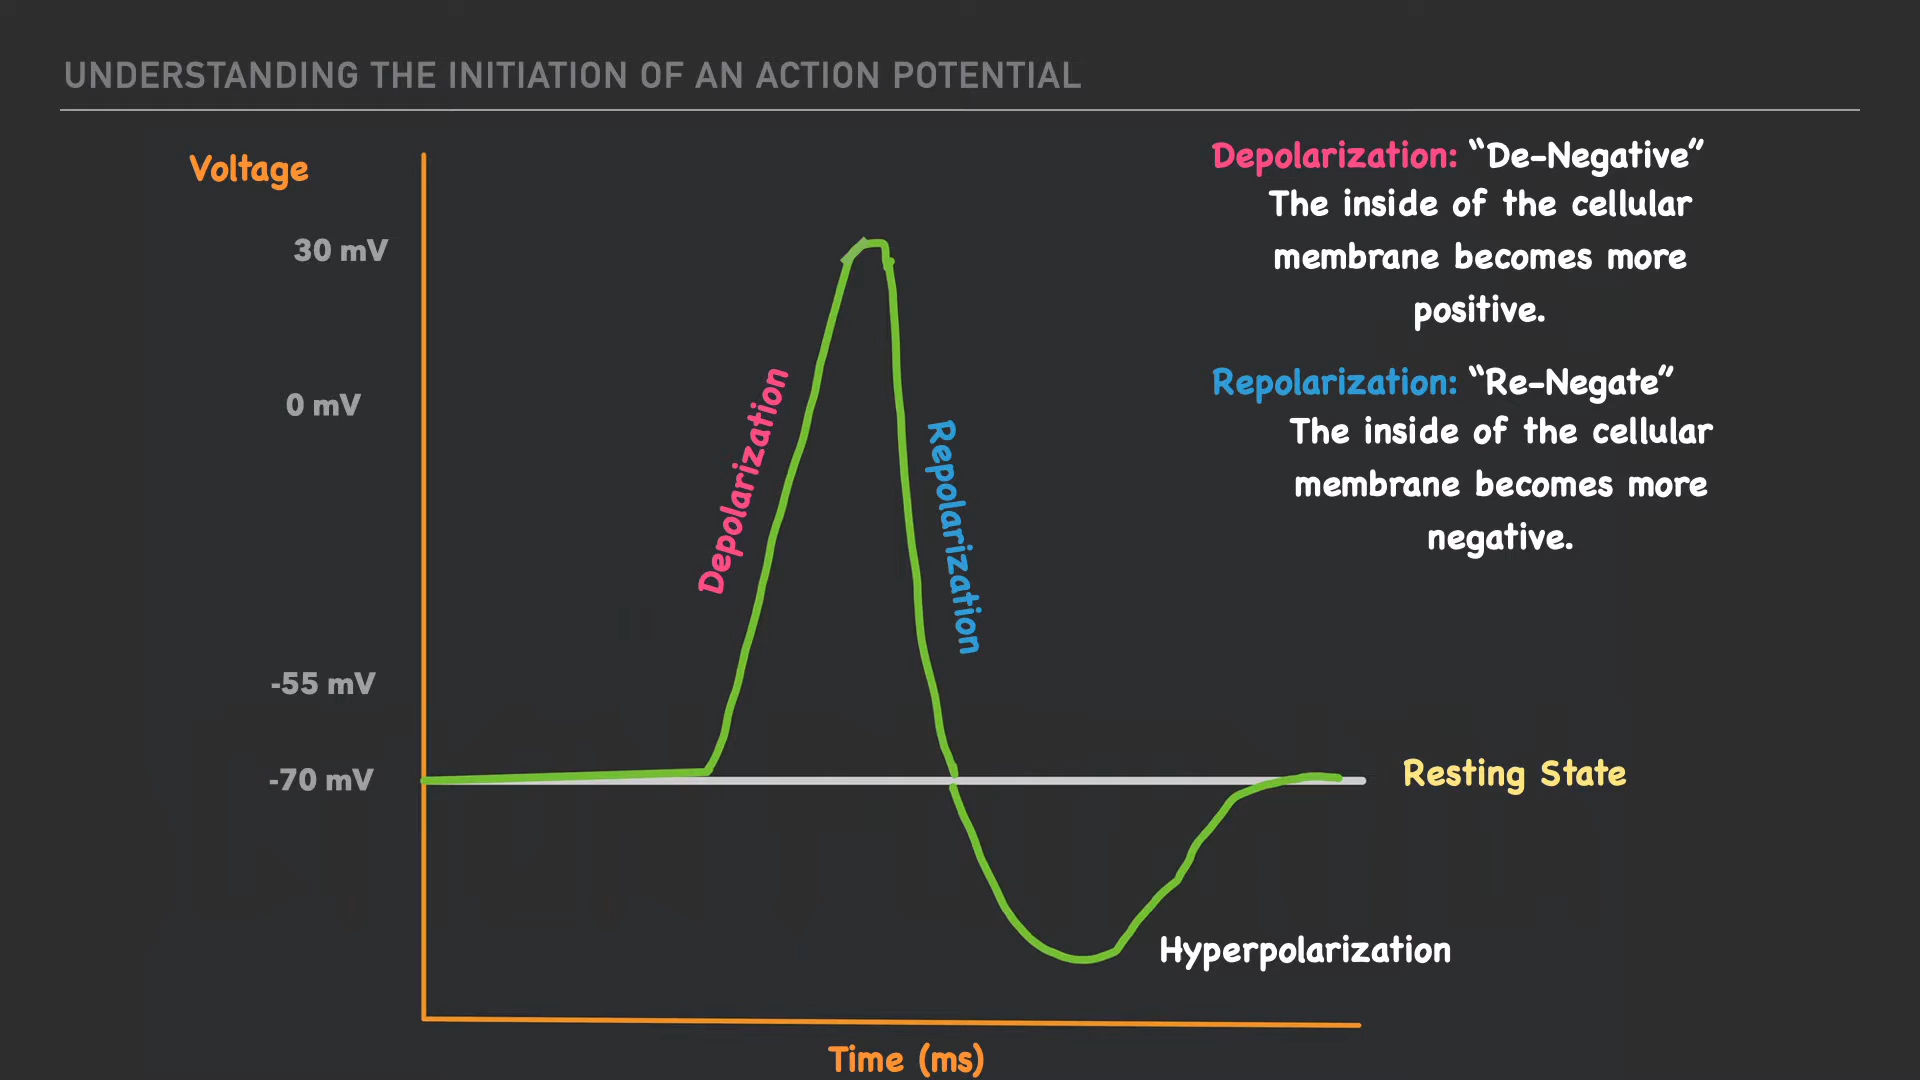 UNDERSTANDING THE INITIATION OF AN ACTION POTENTIAL
Voltage
30 mV
0 mV
-55 mV
-70 mV
Depolarization
Repolarization
Depolarization: “De-Negative”
The inside of the cellular
membrane becomes more
positive.
Repolarization: “Re-Negate”
The inside of the cellular
membrane becomes more
negative.
Resting State
Hyperpolarization
Time (ms)